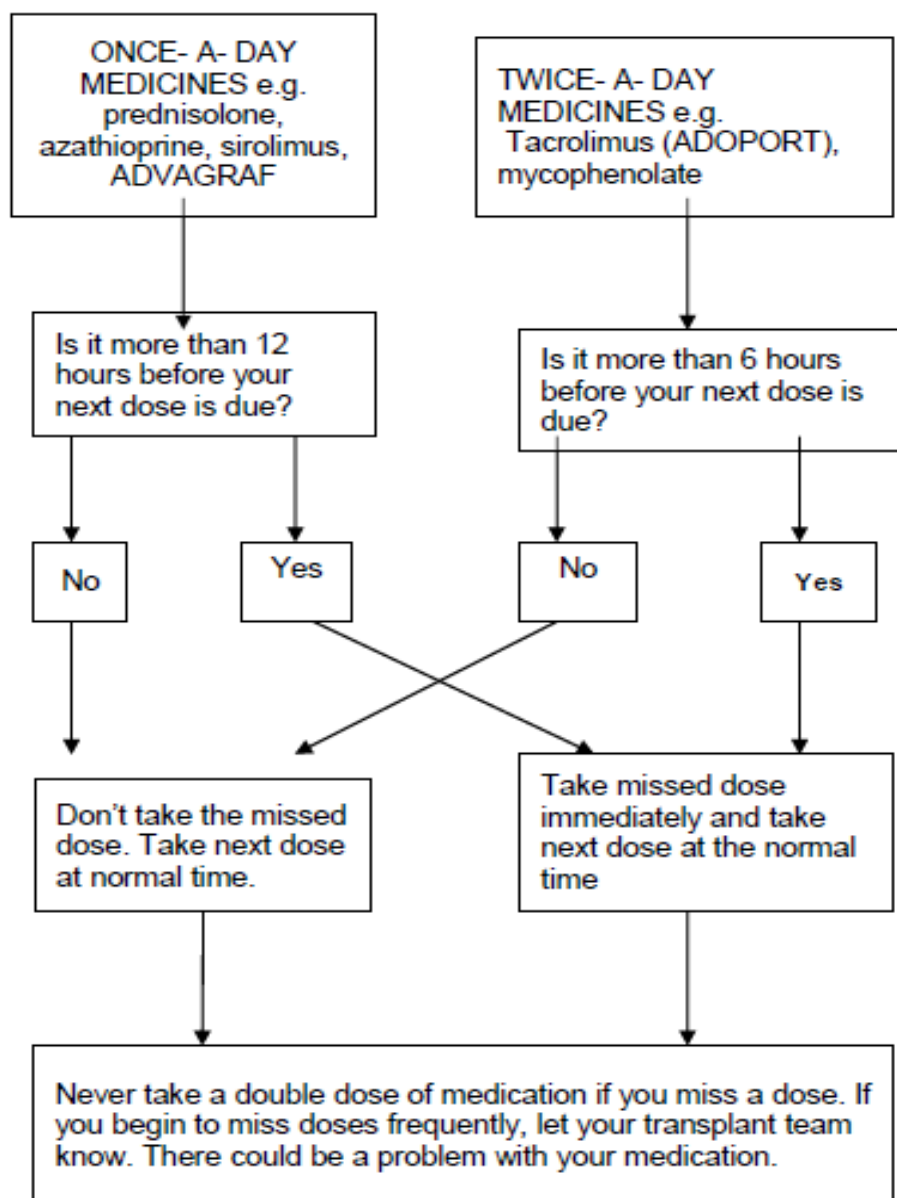 ONCE- A- DAY
MEDICINES e.g.
prednisolone,
azathioprine, sirolimus,
ADVAGRAF
TWICE- A- DAY
MEDICINES e.g.
Tacrolimus (ADOPORT),
mycophenolate
Is it more than 12
hours before your
next dose is due?
Is it more than 6 hours
before your next dose is
due?
No
Yes
No
Yes
Don't take the missed
dose. Take next dose
at normal time.
Take missed dose
immediately and take
next dose at the normal
time
Never take a double dose of medication if you miss a dose. If
you begin to miss doses frequently, let your transplant team
know. There could be a problem with your medication.